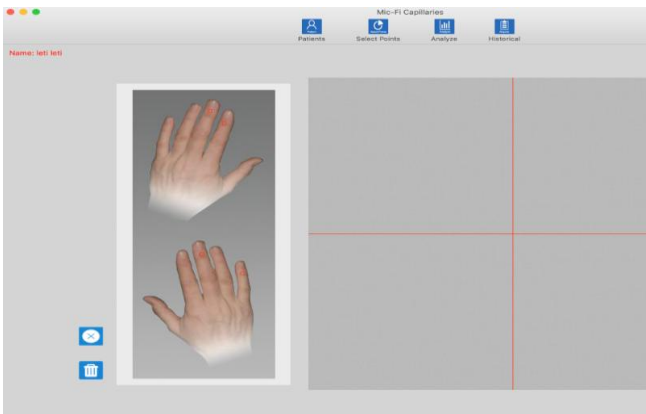 Mic-Fi Capillaries
Patients Select Points Analyze Historical
Name: leti leti